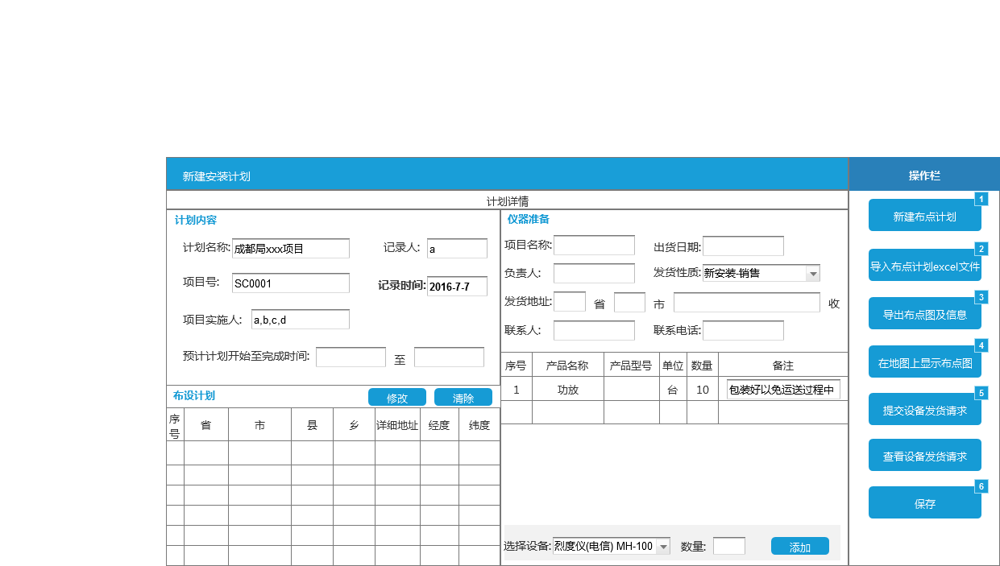 新建安装计划
操作栏
计划详情
计划内容
计划名称: 成都局xxx项目 记录人: a
项目号: SC0001 记录时间: 2016-7-7
项目实施人: a,b,c,d
预计计划开始至完成时间: 至
布设计划 修改 清除
序号 省 市 县 乡 详细地址 经度 纬度
仪器准备
项目名称: 出货日期:
负责人: 发货性质: 新安装-销售
发货地址: 省 市 收
联系人: 联系电话:
序号 产品名称 产品型号 单位 数量 备注
1 功放 台 10 包装好以免运送过程中
选择设备: 烈度仪(电信) MH-100 数量: 添加
1
新建布点计划
2
导入布点计划excel文件
3
导出布点图及信息
4
在地图上显示布点图
5
提交设备发货请求
查看设备发货请求
6
保存